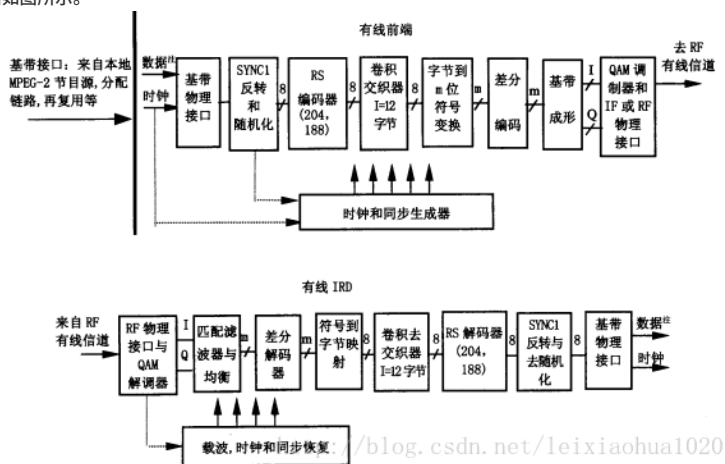 如图所示。
有线前端
基带接口：来自本地
MPEG-2 节目源,分配
链路,再复用等
数据注
时钟
基带
物理
接口
SYNC1
反转
和
随机化
8
RS
编码器
(204,
188)
8
卷积
交织器
I=12
字节
8
字节到
m 位
符号
变换
m
差分
编码
m
基带
成形
I
Q
QAM 调
制器和
IF 或 RF
物理
接口
去 RF
有线信道
时钟和同步生成器
有线 IRD
来自 RF
有线信道
RF 物理
接口与
QAM
解调器
I
Q
匹配滤
波器与
均衡
m
差分
解码
器
m
符号到
字节映
射
8
卷积去
交织器
I=12 字节
8
RS 解码器
(204,
188)
8
SYNC1
反转与
去随机
化
8
基带
物理
接口
数据注
时钟
载波,时钟和同步恢复
http://blog.csdn.net/leixiaohua1020